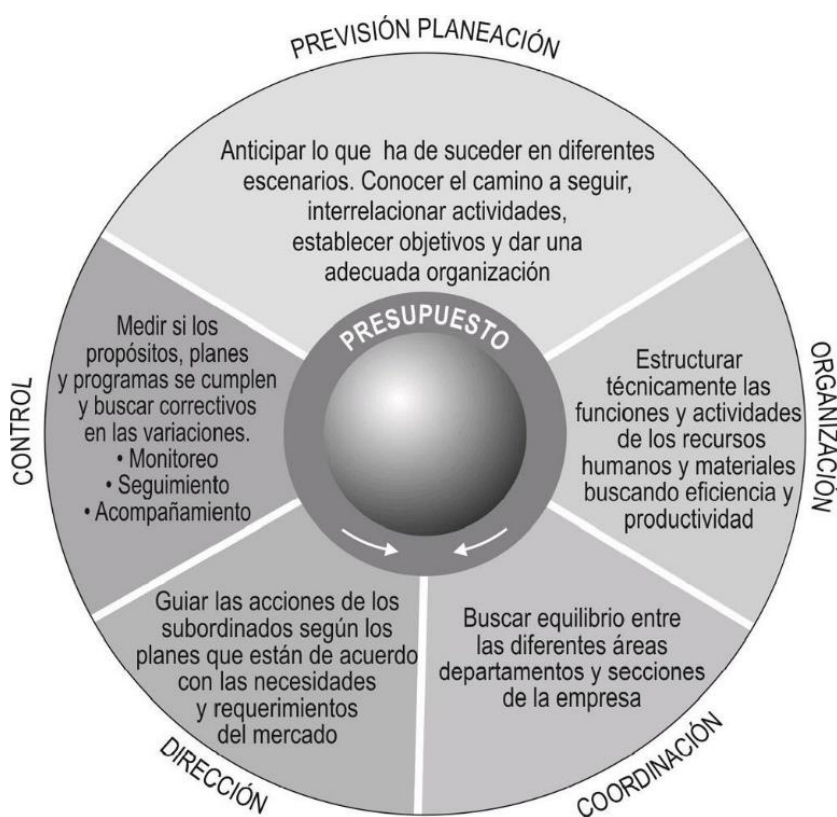 PREVISIÓN PLANEACIÓN
Anticipar lo que ha de suceder en diferentes
escenarios. Conocer el camino a seguir,
interrelacionar actividades,
establecer objetivos y dar una
adecuada organización
PRESUPUESTO
ORGANIZACIÓN
Estructurar
técnicamente las
funciones y actividades
de los recursos
humanos y materiales
buscando eficiencia y
productividad
COORDINACIÓN
Buscar equilibrio entre
las diferentes áreas
departamentos y secciones
de la empresa
DIRECCIÓN
Guiar las acciones de los
subordinados según los
planes que están de acuerdo
con las necesidades
y requerimientos
del mercado
CONTROL
Medir si los
propósitos, planes
y programas se cumplen
y buscar correctivos
en las variaciones.
• Monitoreo
• Seguimiento
• Acompañamiento